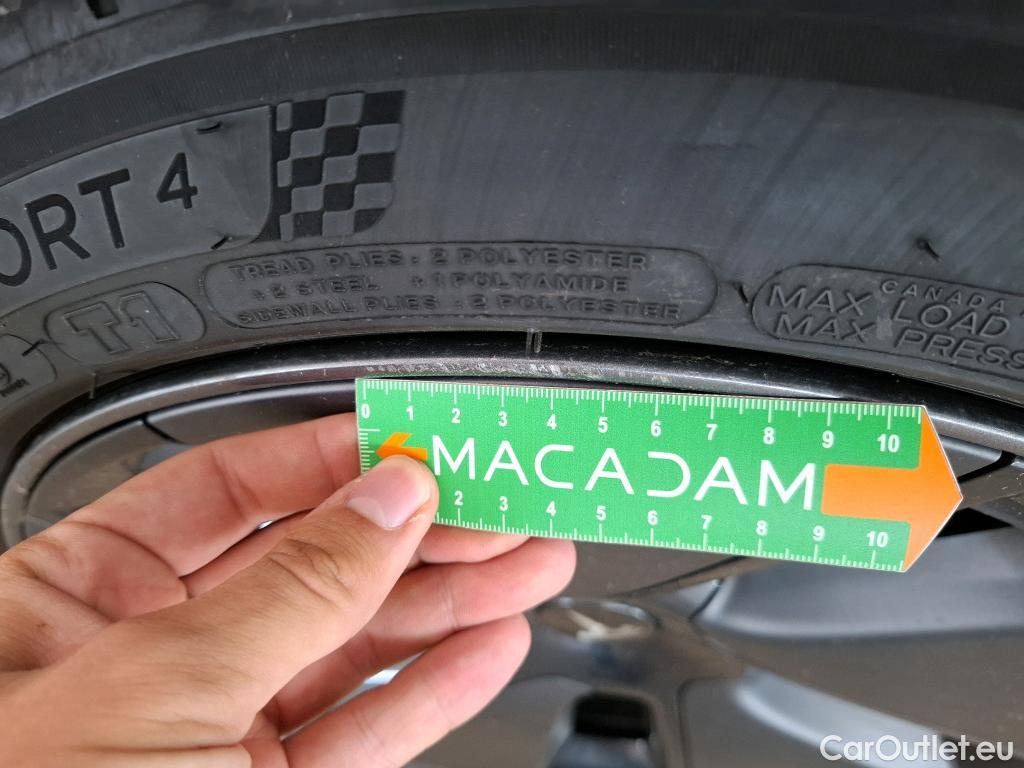 ORT 4
TREAD PLIES: 2 POLYESTER
+2 STEEL +1 POLYAMIDE
SIDEWALL PLIES: 2 POLYESTER
T1
CANADA
MAX LOAD
MAX PRESS
0 1 2 3 4 5 6 7 8 9 10
MACADAM
2 3 4 5 6 7 8 9 10
CarOutlet.eu